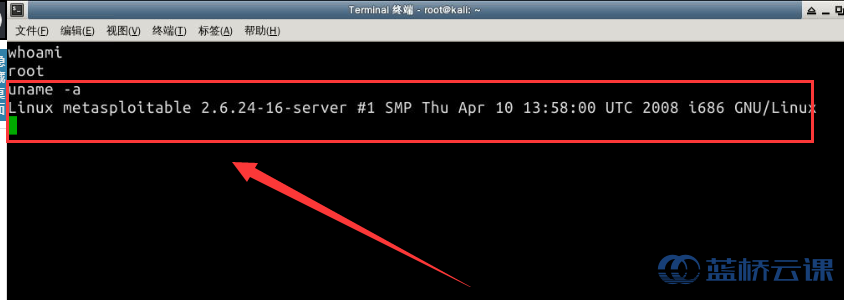 Terminal 终端 - root@kali: ~
文件(F) 编辑(E) 视图(V) 终端(T) 标签(A) 帮助(H)
whoami
root
uname -a
Linux metasploitable 2.6.24-16-server #1 SMP Thu Apr 10 13:58:00 UTC 2008 i686 GNU/Linux
蓝桥云课